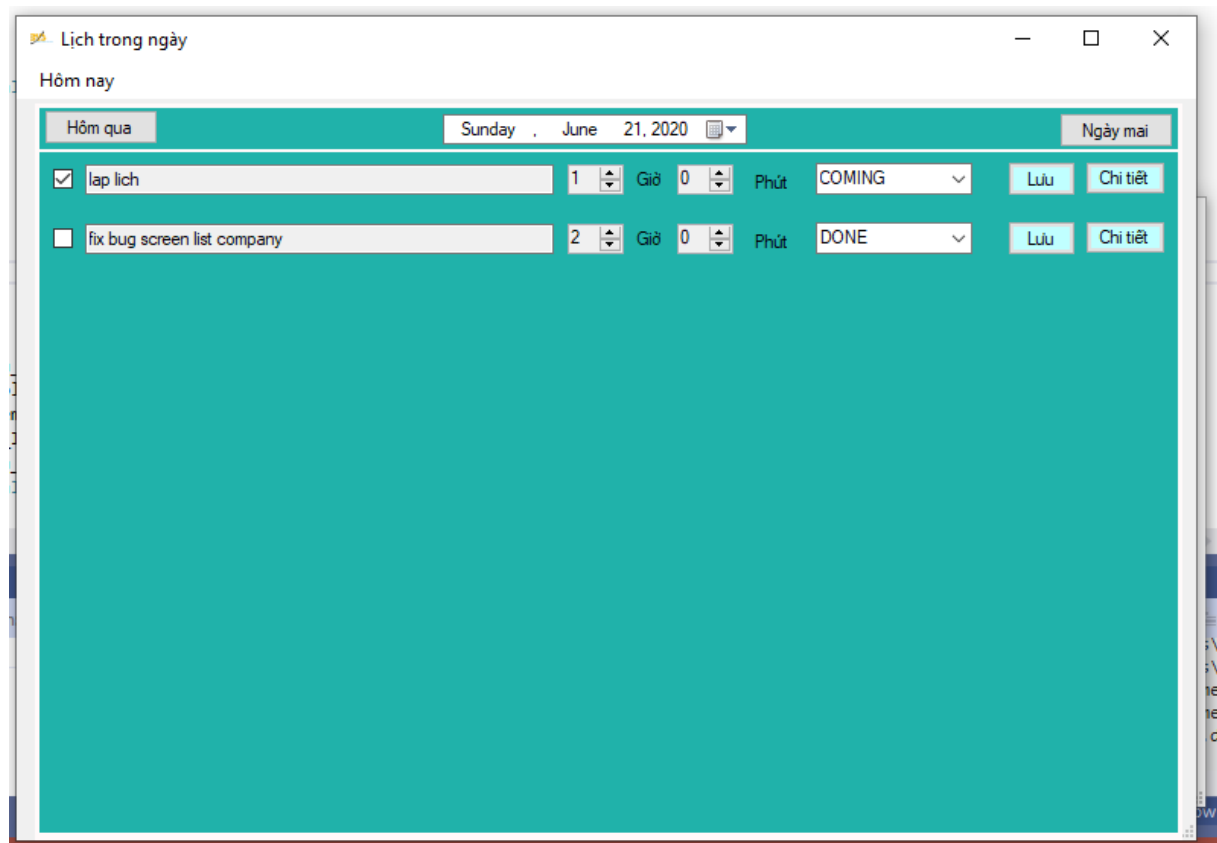 Lịch trong ngày
Hôm nay
Hôm qua Sunday , June 21, 2020 Ngày mai
lap lich 1 Giờ 0 Phút COMING Lưu Chi tiết
fix bug screen list company 2 Giờ 0 Phút DONE Lưu Chi tiết